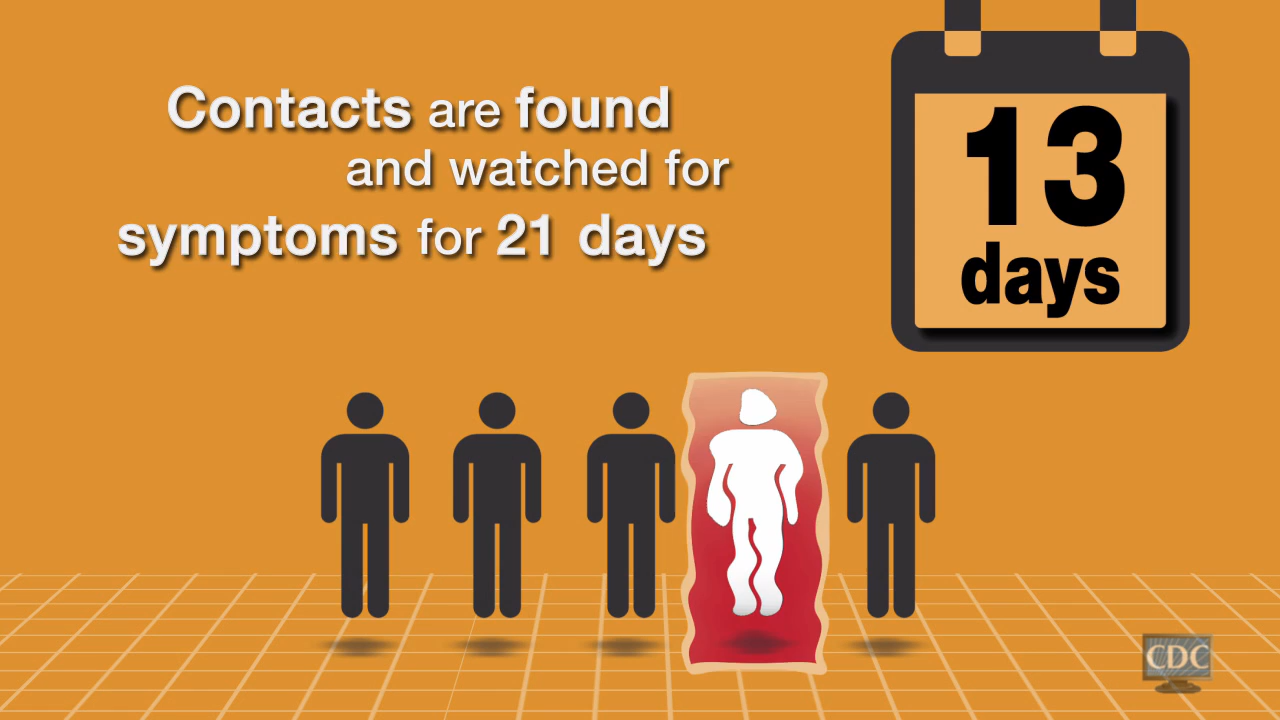 Contacts are found
and watched for
symptoms for 21 days
13
days
CDC